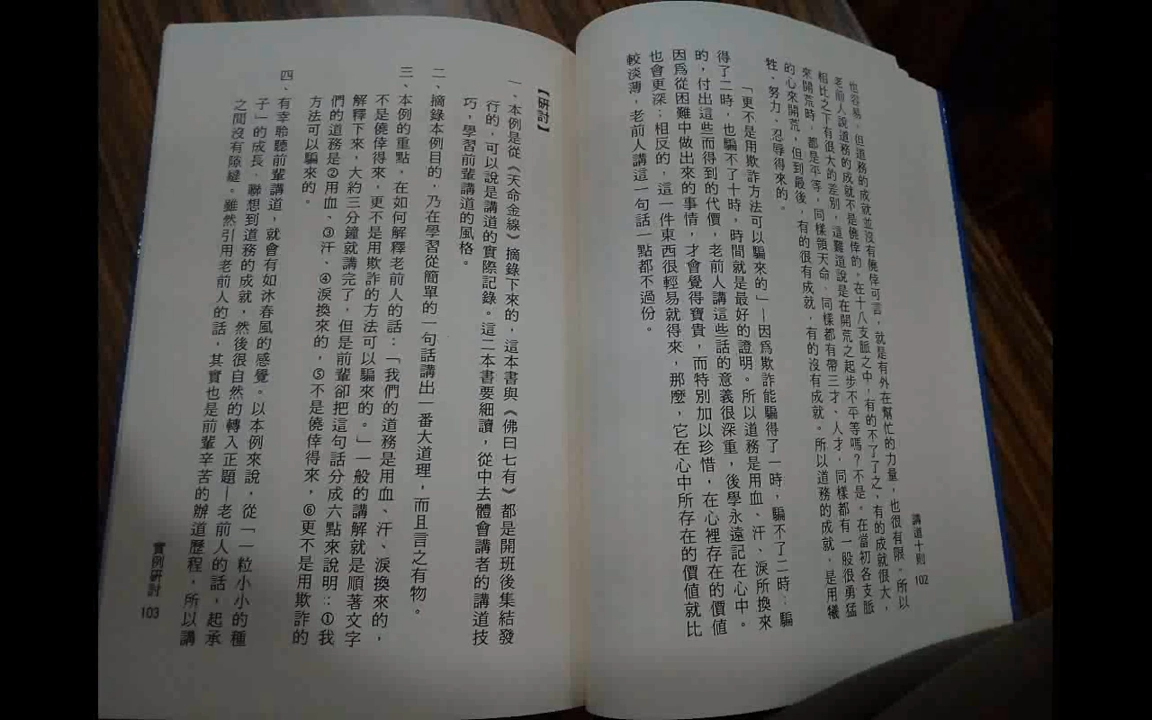 也容易，但道務的成就並沒有僥倖可言，就是有外在幫忙的力量，也很有限。所以
老前人說道務的成就不是僥倖的，在十八支脈之中，有的不了了之，有的成就很大，
相比之下有很大的差別，這難道說是在開荒之起步不平等嗎？不是。在當初各支脈
來開荒時，都是平等，同樣領天命，同樣都有帶三才、人才，同樣都有一股很勇猛
的心來開荒，但到最後，有的很有成就，有的沒有成就。所以道務的成就，是用犧
牲、努力、忍辱得來的。
「更不是用欺詐方法可以騙來的」—因爲欺詐能騙得了一時，騙不了二時；騙
得了二時，也騙不了十時，時間就是最好的證明。所以道務是用血、汗、淚所換來
的，付出這些而得到的代價，老前人講這些話的意義很深重，後學永遠記在心中。
因爲從困難中做出來的事情，才會覺得寶貴，而特別加以珍惜，在心裡存在的價值
也會更深；相反的，這一件東西很輕易就得來，那麼，它在心中所存在的價值就比
較淡薄，老前人講這一句話一點都不過份。
講道十則 102
【研討】
一、本例是從《天命金線》摘錄下來的，這本書與《佛曰七有》都是開班後集結發
行的，可以說是講道的實際記錄。這二本書要細讀，從中去體會講者的講道技
巧，學習前輩講道的風格。
二、摘錄本例目的，乃在學習從簡單的一句話講出一番大道理，而且言之有物。
三、本例的重點，在如何解釋老前人的話：「我們的道務是用血、汗、淚換來的，
不是僥倖得來，更不是用欺詐的方法可以騙來的。」一般的講解就是順著文字
解釋下來，大約三分鐘就講完了，但是前輩卻把這句話分成六點來說明：①我
們的道務是②用血、③汗、④淚換來的，⑤不是僥倖得來，⑥更不是用欺詐的
方法可以騙來的。
四、有幸聆聽前輩講道，就會有如沐春風的感覺。以本例來說，從「一粒小小的種
子」的成長，聯想到道務的成就，然後很自然的轉入正題—老前人的話，起承
之間沒有隙縫。雖然引用老前人的話，其實也是前輩辛苦的辦道歷程，所以講
實例研討 103